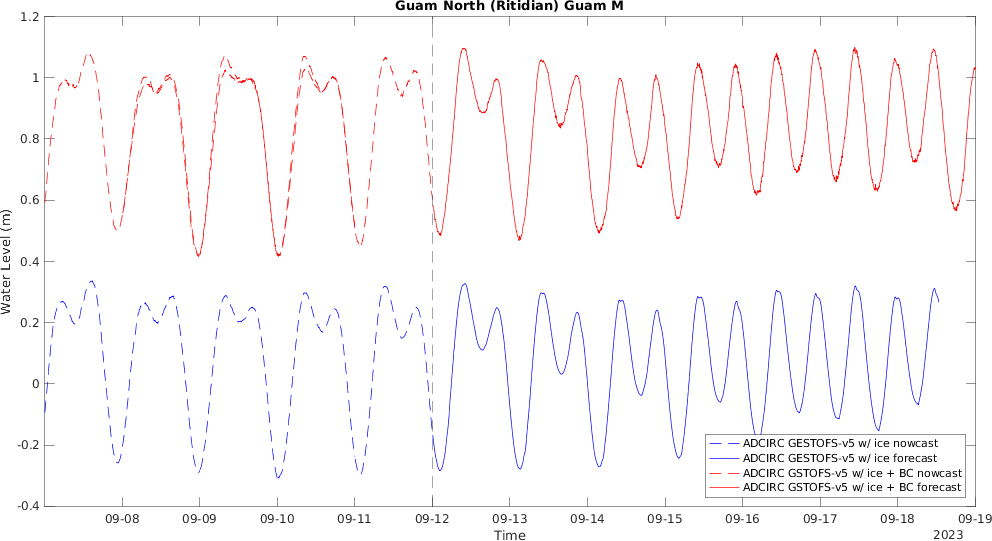 Guam North (Ritidian) Guam M
1.2
1
0.8
0.6
0.4
0.2
0
-0.2
-0.4
Water Level (m)
ADCIRC GESTOFS-v5 w/ ice nowcast
ADCIRC GESTOFS-v5 w/ ice forecast
ADCIRC GSTOFS-v5 w/ ice + BC nowcast
ADCIRC GSTOFS-v5 w/ ice + BC forecast
09-08 09-09 09-10 09-11 09-12 09-13 09-14 09-15 09-16 09-17 09-18 09-19
Time
2023